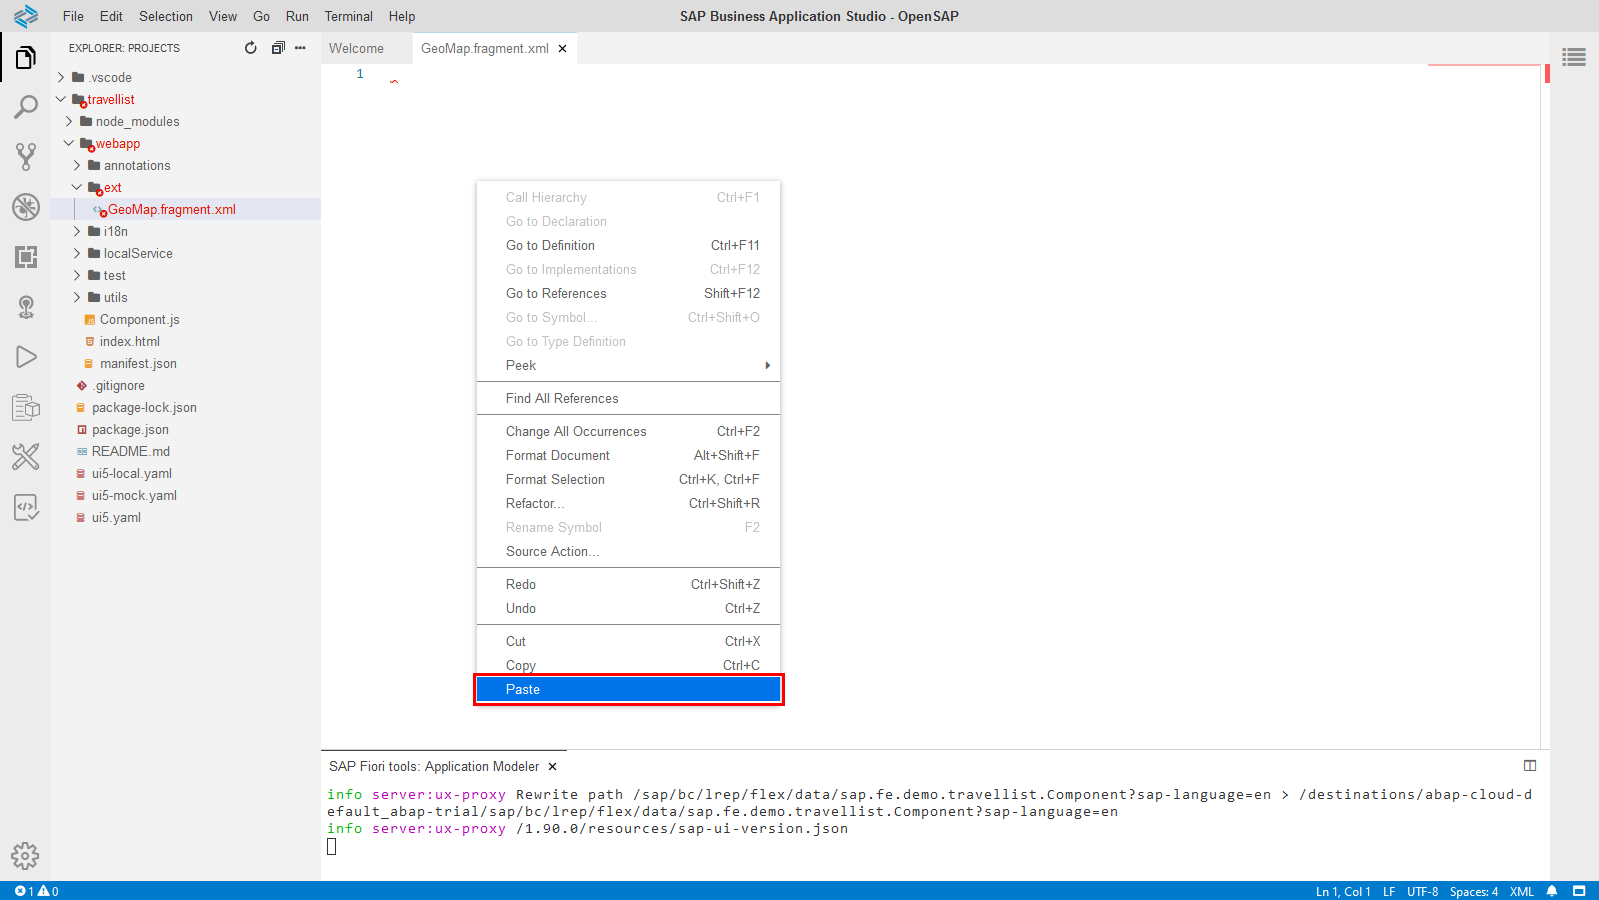 File Edit Selection View Go Run Terminal Help
SAP Business Application Studio - OpenSAP
EXPLORER: PROJECTS
.vscode
travellist
node_modules
webapp
annotations
ext
GeoMap.fragment.xml
i18n
localService
test
utils
Component.js
index.html
manifest.json
.gitignore
package-lock.json
package.json
README.md
ui5-local.yaml
ui5-mock.yaml
ui5.yaml
Welcome
GeoMap.fragment.xml
1
Call Hierarchy Ctrl+F1
Go to Declaration
Go to Definition Ctrl+F11
Go to Implementations Ctrl+F12
Go to References Shift+F12
Go to Symbol... Ctrl+Shift+O
Go to Type Definition
Peek
Find All References
Change All Occurrences Ctrl+F2
Format Document Alt+Shift+F
Format Selection Ctrl+K, Ctrl+F
Refactor... Ctrl+Shift+R
Rename Symbol F2
Source Action...
Redo Ctrl+Shift+Z
Undo Ctrl+Z
Cut Ctrl+X
Copy Ctrl+C
Paste
SAP Fiori tools: Application Modeler
info server:ux-proxy Rewrite path /sap/bc/lrep/flex/data/sap.fe.demo.travellist.Component?sap-language=en > /destinations/abap-cloud-d
efault_abap-trial/sap/bc/lrep/flex/data/sap.fe.demo.travellist.Component?sap-language=en
info server:ux-proxy /1.90.0/resources/sap-ui-version.json
1 0
Ln 1, Col 1 LF UTF-8 Spaces: 4 XML